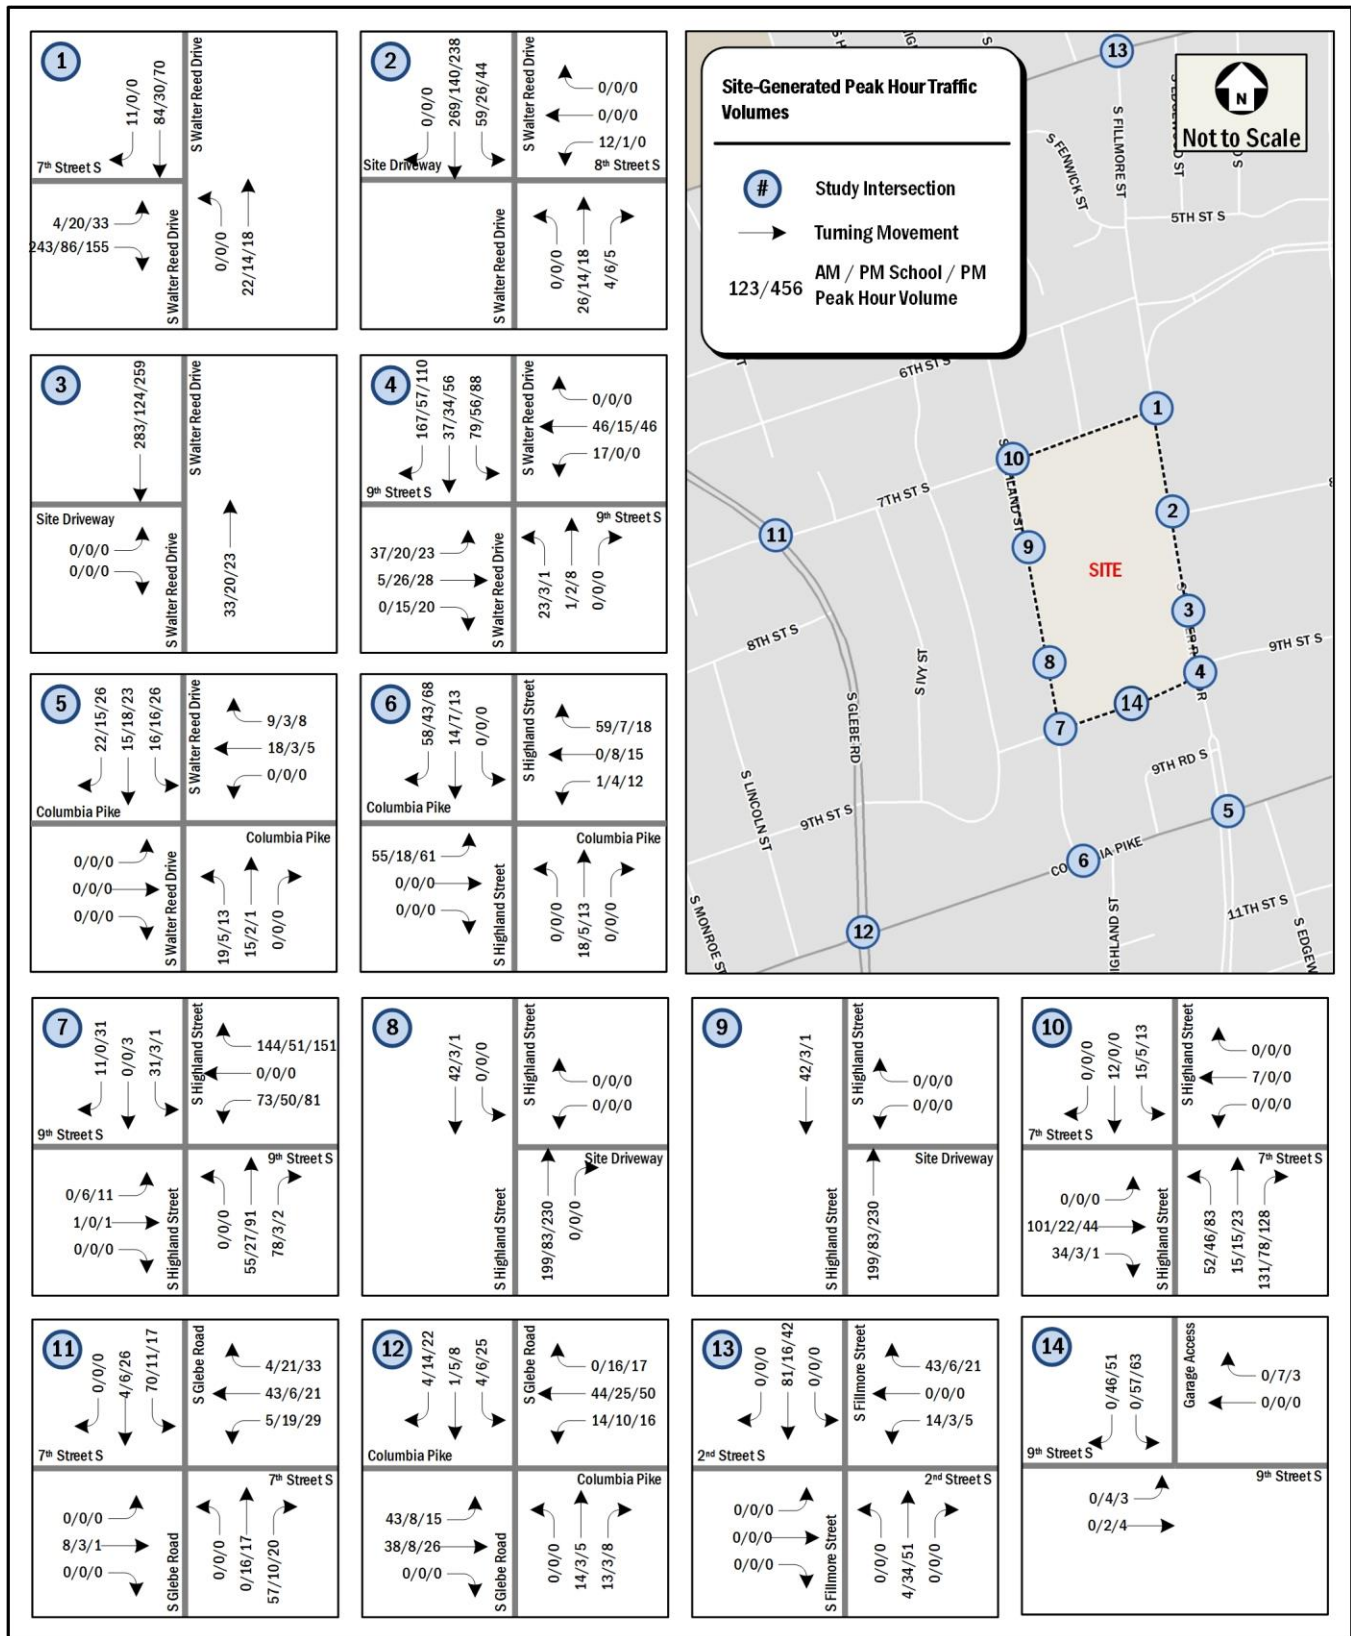 1
11/0/0
84/30/70
S Walter Reed Drive
7th Street S
4/20/33
243/86/155
S Walter Reed Drive
0/0/0
22/14/18
2
0/0/0
269/140/238
59/26/44
S Walter Reed Drive
0/0/0
0/0/0
12/1/0
Site Driveway
8th Street S
S Walter Reed Drive
0/0/0
26/14/18
4/6/5
Site-Generated Peak Hour Traffic
Volumes
# Study Intersection
Turning Movement
123/456 AM / PM School / PM
Peak Hour Volume
N
Not to Scale
13
S FILLMORE ST
S FENWICK ST
5TH ST S
6TH ST S
1
10
7TH ST S
2
11
9
SITE
3
8TH ST S
8
4
9TH ST S
14
7
S IVY ST
S GLEBE RD
9TH RD S
S LINCOLN ST
9TH ST S
5
6
COLUMBIA PIKE
11TH ST S
12
S MONROE ST
HIGHLAND ST
S EDGEW
3
283/124/259
S Walter Reed Drive
Site Driveway
0/0/0
0/0/0
S Walter Reed Drive
33/20/23
4
167/57/110
37/34/56
79/56/88
S Walter Reed Drive
0/0/0
46/15/46
17/0/0
9th Street S
9th Street S
37/20/23
5/26/28
0/15/20
S Walter Reed Drive
23/3/1
1/2/8
0/0/0
5
22/15/26
15/18/23
16/16/26
S Walter Reed Drive
9/3/8
18/3/5
0/0/0
Columbia Pike
Columbia Pike
0/0/0
0/0/0
0/0/0
S Walter Reed Drive
19/5/13
15/2/1
0/0/0
6
58/43/68
14/7/13
0/0/0
S Highland Street
59/7/18
0/8/15
1/4/12
Columbia Pike
Columbia Pike
55/18/61
0/0/0
0/0/0
S Highland Street
0/0/0
18/5/13
0/0/0
7
11/0/31
0/0/3
31/3/1
S Highland Street
144/51/151
0/0/0
73/50/81
9th Street S
9th Street S
0/6/11
1/0/1
0/0/0
S Highland Street
0/0/0
55/27/91
78/3/2
8
42/3/1
0/0/0
S Highland Street
0/0/0
0/0/0
Site Driveway
S Highland Street
199/83/230
0/0/0
9
42/3/1
S Highland Street
0/0/0
0/0/0
Site Driveway
S Highland Street
199/83/230
10
0/0/0
12/0/0
15/5/13
S Highland Street
0/0/0
7/0/0
0/0/0
7th Street S
7th Street S
0/0/0
101/22/44
34/3/1
S Highland Street
52/46/83
15/15/23
131/78/128
11
0/0/0
4/6/26
70/11/17
S Glebe Road
4/21/33
43/6/21
5/19/29
7th Street S
7th Street S
0/0/0
8/3/1
0/0/0
S Glebe Road
0/0/0
0/16/17
57/10/20
12
4/14/22
1/5/8
4/6/25
S Glebe Road
0/16/17
44/25/50
14/10/16
Columbia Pike
Columbia Pike
43/8/15
38/8/26
0/0/0
S Glebe Road
0/0/0
14/3/5
13/3/8
13
0/0/0
81/16/42
0/0/0
S Fillmore Street
43/6/21
0/0/0
14/3/5
2nd Street S
2nd Street S
0/0/0
0/0/0
0/0/0
S Fillmore Street
0/0/0
4/34/51
0/0/0
14
0/46/51
0/57/63
Garage Access
0/7/3
0/0/0
9th Street S
9th Street S
0/4/3
0/2/4